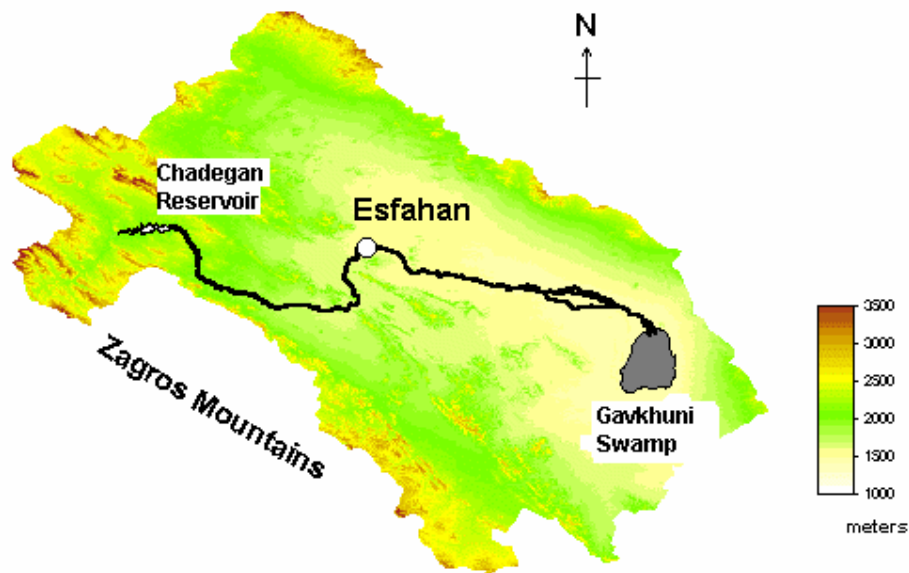 N
Chadegan
Reservoir
Esfahan
Zagros Mountains
Gavkhuni
Swamp
3500
3000
2500
2000
1500
1000
meters